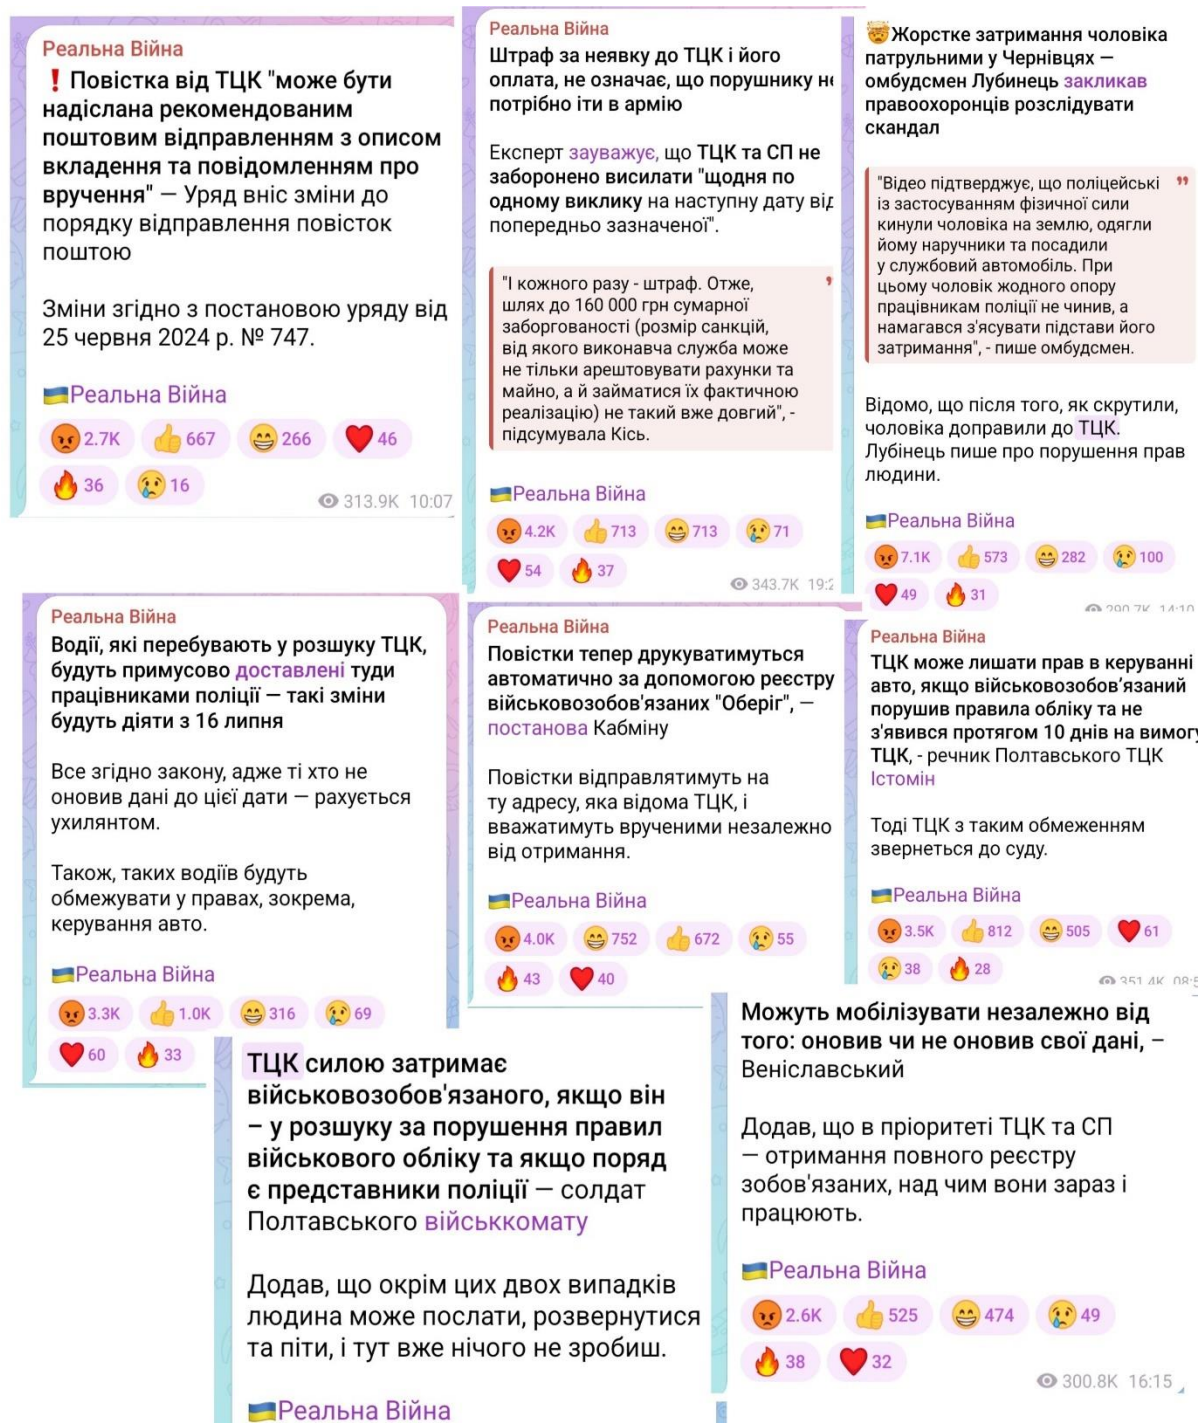 Реальна Війна
❗ Повістка від ТЦК "може бути
надіслана рекомендованим
поштовим відправленням з описом
вкладення та повідомленням про
вручення" — Уряд вніс зміни до
порядку відправлення повісток
поштою
Зміни згідно з постановою уряду від
25 червня 2024 р. № 747.
🇺🇦Реальна Війна
😡 2.7K 👍 667 😁 266 ❤️ 46
🔥 36 😢 16
313.9K 10:07
Реальна Війна
Штраф за неявку до ТЦК і його
оплата, не означає, що порушнику не
потрібно іти в армію
Експерт зауважує, що ТЦК та СП не
заборонено висилати "щодня по
одному виклику на наступну дату від
попередньо зазначеної".
"І кожного разу - штраф. Отже,
шлях до 160 000 грн сумарної
заборгованості (розмір санкцій,
від якого виконавча служба може
не тільки арештовувати рахунки та
майно, а й займатися їх фактичною
реалізацію) не такий вже довгий", -
підсумувала Кісь.
🇺🇦Реальна Війна
😡 4.2K 👍 713 😁 713 😢 71
❤️ 54 🔥 37
343.7K
🤯Жорстке затримання чоловіка
патрульними у Чернівцях —
омбудсмен Лубинець закликав
правоохоронців розслідувати
скандал
"Відео підтверджує, що поліцейські
із застосуванням фізичної сили
кинули чоловіка на землю, одягли
йому наручники та посадили
у службовий автомобіль. При
цьому чоловік жодного опору
працівникам поліції не чинив, а
намагався з'ясувати підстави його
затримання", - пише омбудсмен.
Відомо, що після того, як скрутили,
чоловіка доправили до ТЦК.
Лубінець пише про порушення прав
людини.
🇺🇦Реальна Війна
😡 7.1K 👍 573 😁 282 😢 100
❤️ 49 🔥 31
290.7K 14:10
Реальна Війна
Водії, які перебувають у розшуку ТЦК,
будуть примусово доставлені туди
працівниками поліції — такі зміни
будуть діяти з 16 липня
Все згідно закону, адже ті хто не
оновив дані до цієї дати — рахується
ухилянтом.
Також, таких водіїв будуть
обмежувати у правах, зокрема,
керування авто.
🇺🇦Реальна Війна
😡 3.3K 👍 1.0K 😁 316 😢 69
❤️ 60 🔥 33
Реальна Війна
Повістки тепер друкуватимуться
автоматично за допомогою реєстру
військовозобов'язаних "Оберіг", —
постанова Кабміну
Повістки відправлятимуть на
ту адресу, яка відома ТЦК, і
вважатимуть врученими незалежно
від отримання.
🇺🇦Реальна Війна
😡 4.0K 😁 752 👍 672 😢 55
🔥 43 ❤️ 40
Реальна Війна
ТЦК може лишати прав в керуванні
авто, якщо військовозобов'язаний
порушив правила обліку та не
з'явився протягом 10 днів на вимогу
ТЦК, - речник Полтавського ТЦК
Істомін
Тоді ТЦК з таким обмеженням
звернеться до суду.
🇺🇦Реальна Війна
😡 3.5K 👍 812 😁 505 ❤️ 61
😢 38 🔥 28
351.4K
ТЦК силою затримає
військовозобов'язаного, якщо він
– у розшуку за порушення правил
військового обліку та якщо поряд
є представники поліції — солдат
Полтавського військкомату
Додав, що окрім цих двох випадків
людина може послати, розвернутися
та піти, і тут вже нічого не зробиш.
🇺🇦Реальна Війна
Можуть мобілізувати незалежно від
того: оновив чи не оновив свої дані, –
Веніславський
Додав, що в пріоритеті ТЦК та СП
— отримання повного реєстру
зобов'язаних, над чим вони зараз і
працюють.
🇺🇦Реальна Війна
😡 2.6K 👍 525 😁 474 😢 49
🔥 38 ❤️ 32
300.8K 16:15